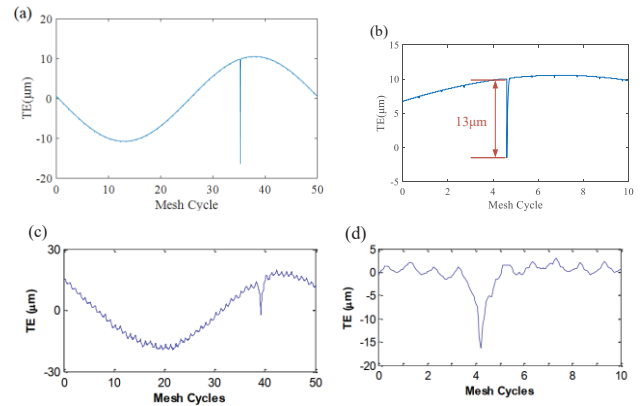 (a)
20
10
0
-10
-20
TE(μm)
0 10 20 30 40 50
Mesh Cycle
(b)
15
10
5
0
-5
TE(μm)
13μm
0 2 4 6 8 10
Mesh Cycle
(c)
30
0
-30
TE (μm)
0 10 20 30 40 50
Mesh Cycles
(d)
5
0
-5
-10
-15
-20
TE (μm)
0 2 4 6 8 10
Mesh Cycles